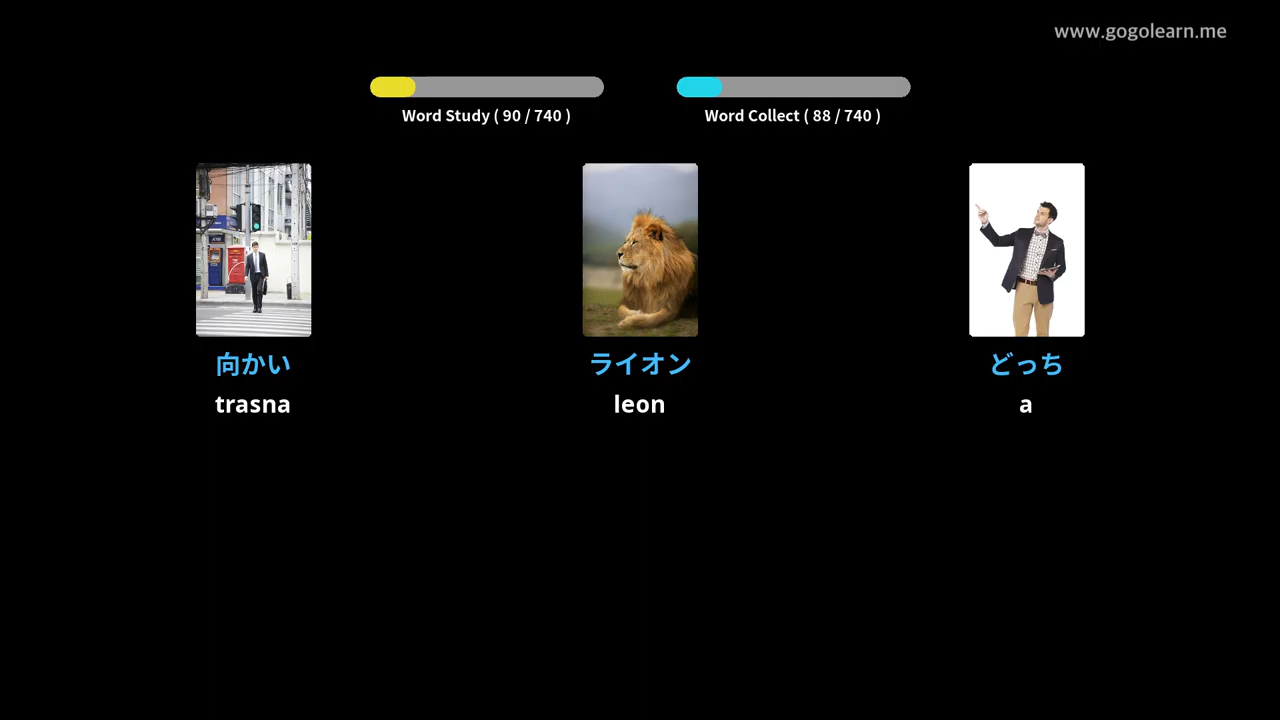 www.gogolearn.me
Word Study ( 90 / 740 )
Word Collect ( 88 / 740 )
向かい
ライオン
どっち
trasna
leon
a